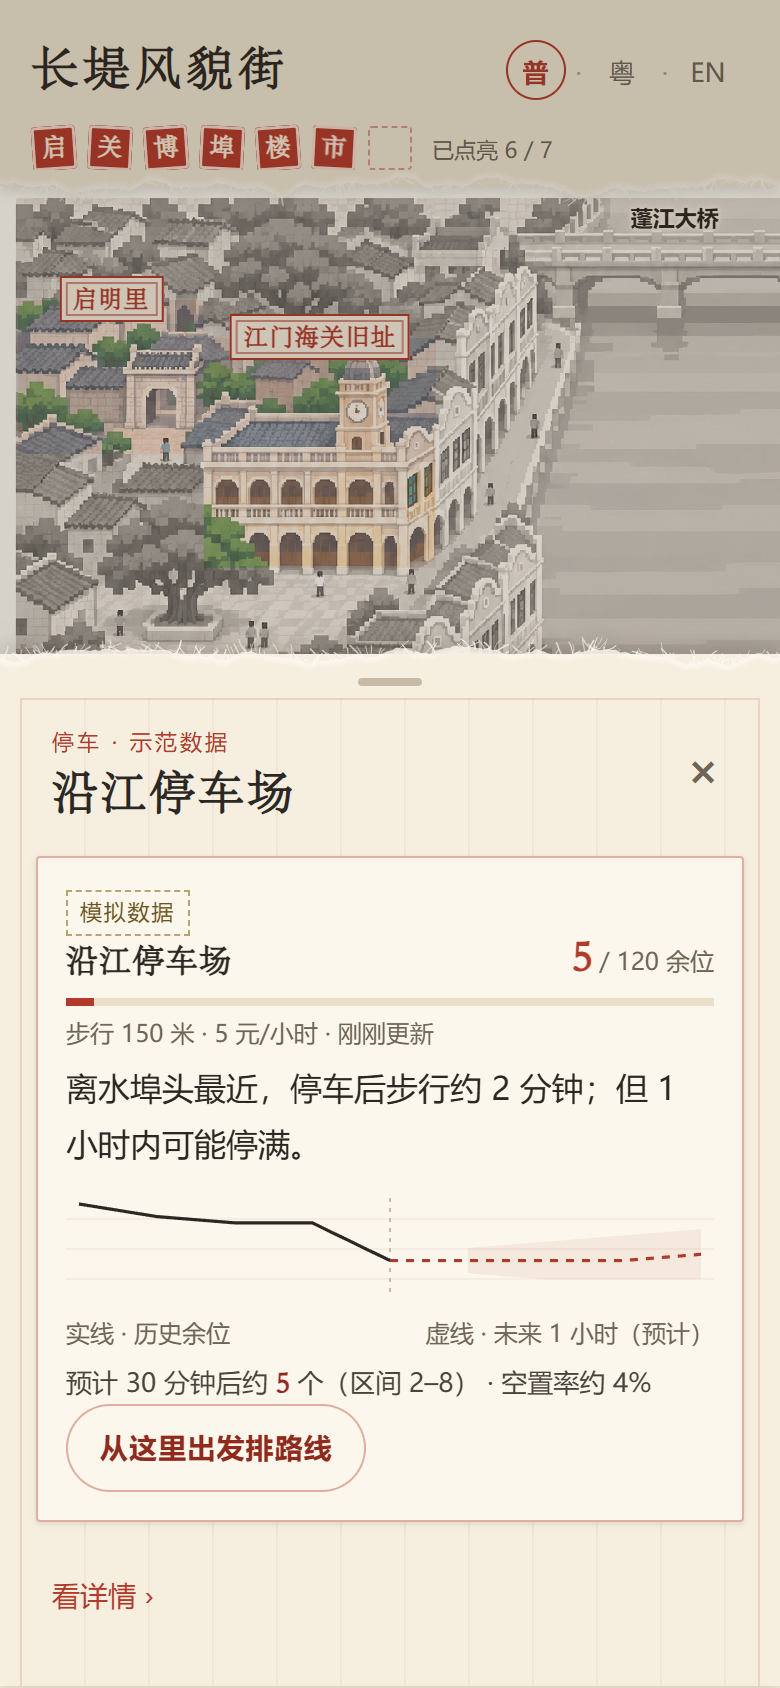 长堤风貌街
普 · 粤 · EN
启 关 博 埠 楼 市 已点亮 6 / 7
蓬江大桥
启明里
江门海关旧址
停车 · 示范数据
沿江停车场
×
模拟数据
沿江停车场 5 / 120 余位
步行 150 米 · 5 元/小时 · 刚刚更新
离水埠头最近，停车后步行约 2 分钟；但 1
小时内可能停满。
实线 · 历史余位 虚线 · 未来 1 小时（预计）
预计 30 分钟后约 5 个（区间 2–8） · 空置率约 4%
从这里出发排路线
看详情 ›